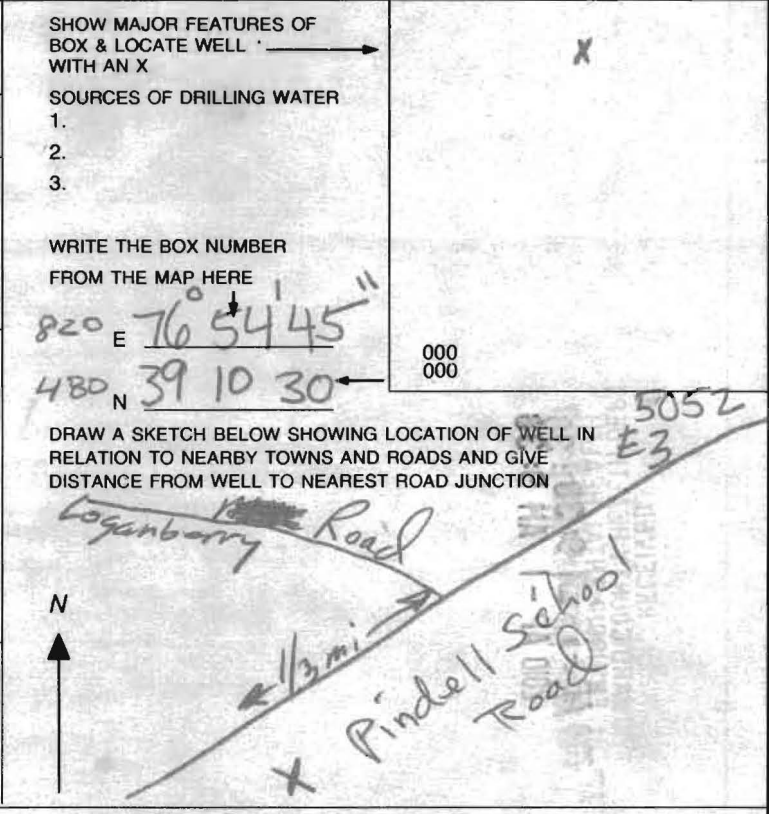 SHOW MAJOR FEATURES OF
BOX & LOCATE WELL
WITH AN X
X
SOURCES OF DRILLING WATER
1.
2.
3.
WRITE THE BOX NUMBER
FROM THE MAP HERE
820 E 76° 54' 45"
480 N 39 10 30
000
000
5052
E3
DRAW A SKETCH BELOW SHOWING LOCATION OF WELL IN
RELATION TO NEARBY TOWNS AND ROADS AND GIVE
DISTANCE FROM WELL TO NEAREST ROAD JUNCTION
Loganberry Road
N
1/3 mi
Pindell School
Road
X